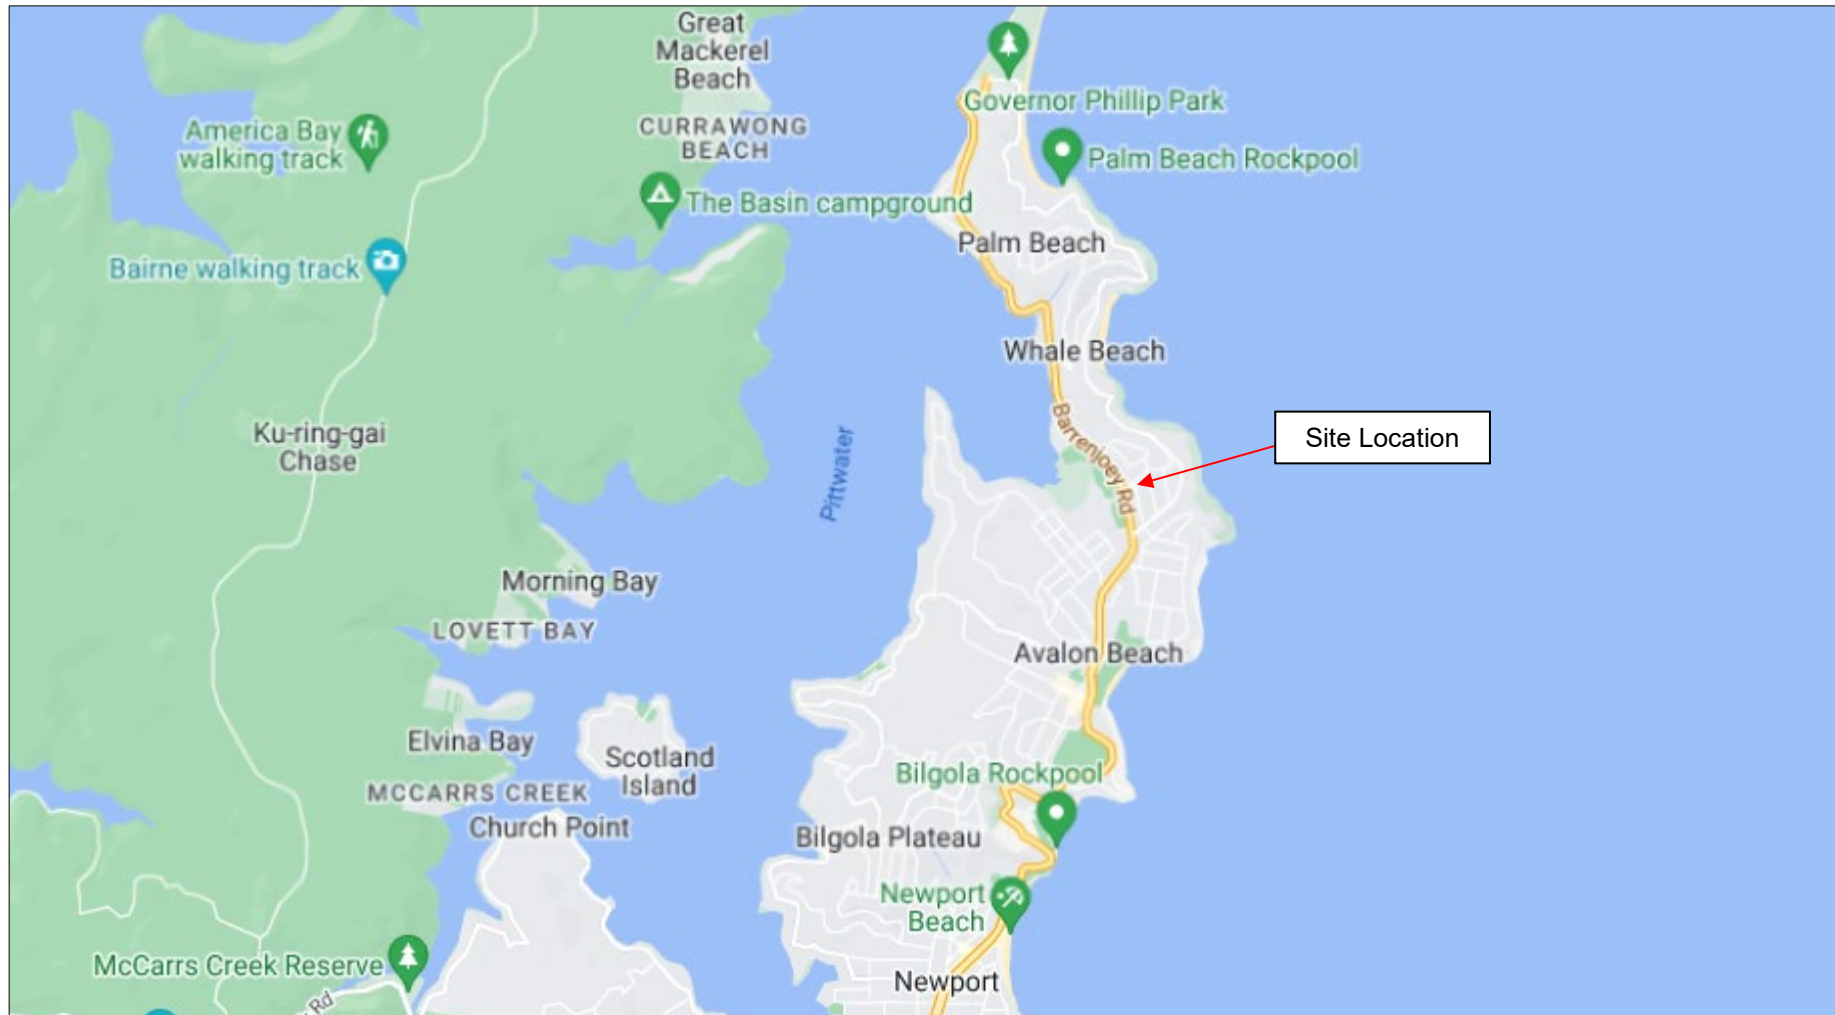 Great
Mackerel
Beach
Governor Phillip Park
America Bay
walking track
CURRAWONG
BEACH
Palm Beach Rockpool
The Basin campground
Palm Beach
Bairne walking track
Whale Beach
Barrenjoey Rd
Site Location
Ku-ring-gai
Chase
Pittwater
Morning Bay
LOVETT BAY
Avalon Beach
Elvina Bay
Scotland
Island
Bilgola Rockpool
MCCARRS CREEK
Church Point
Bilgola Plateau
Newport
Beach
McCarrs Creek Reserve
Newport
Rd